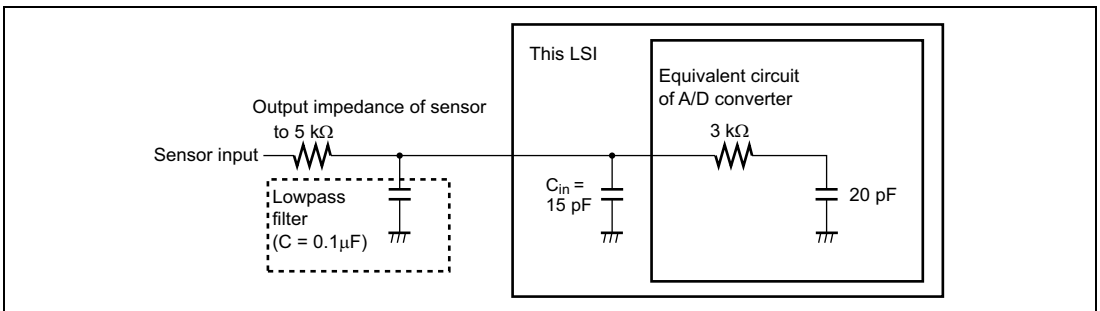 This LSI
Equivalent circuit
of A/D converter
Output impedance of sensor
to 5 kΩ
3 kΩ
Sensor input
Lowpass
filter
(C = 0.1μF)
Cin =
15 pF
20 pF